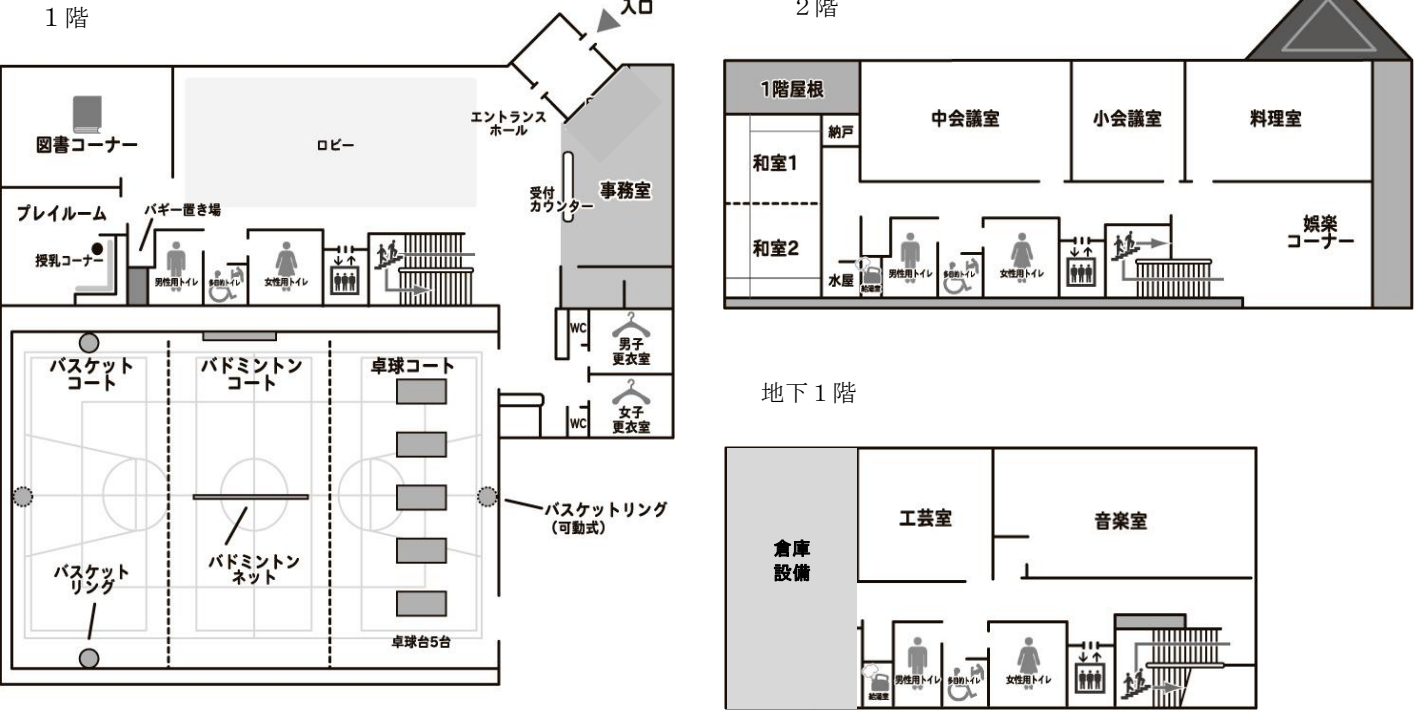 1階
入口
図書コーナー
ロビー
エントランス
ホール
受付
カウンター
事務室
プレイルーム
バギー置き場
授乳コーナー
男性用トイレ
多目的トイレ
女性用トイレ
WC
男子
更衣室
女子
更衣室
WC
バスケット
コート
バドミントン
コート
卓球コート
バスケットリング
(可動式)
バドミントン
ネット
バスケット
リング
卓球台5台
2階
1階屋根
納戸
中会議室
小会議室
料理室
和室1
和室2
水屋
給湯室
男性用トイレ
多目的トイレ
女性用トイレ
娯楽
コーナー
地下1階
倉庫
設備
工芸室
音楽室
給湯室
男性用トイレ
多目的トイレ
女性用トイレ